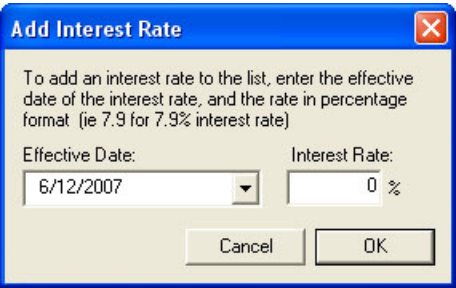 Add Interest Rate
To add an interest rate to the list, enter the effective
date of the interest rate, and the rate in percentage
format (ie 7.9 for 7.9% interest rate)
Effective Date: Interest Rate:
6/12/2007 0 %
Cancel OK